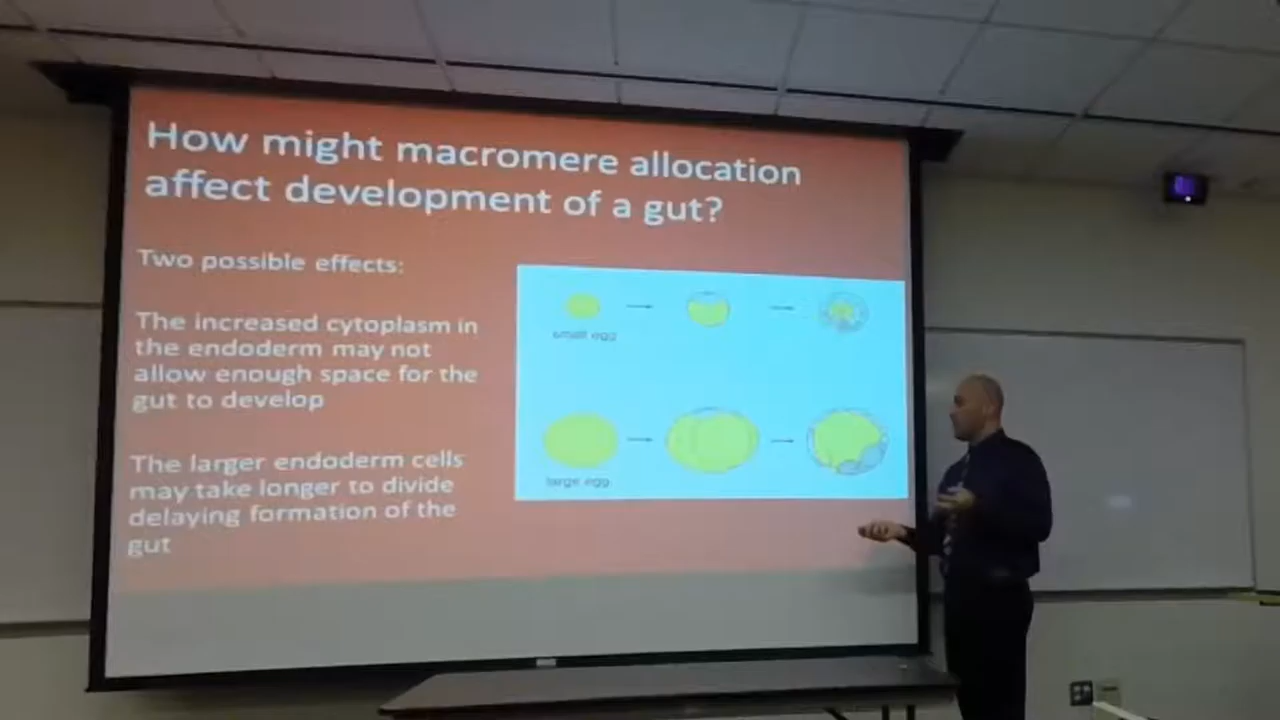 How might macromere allocation
affect development of a gut?
Two possible effects:
The increased cytoplasm in
the endoderm may not
allow enough space for the
gut to develop
The larger endoderm cells
may take longer to divide
delaying formation of the
gut
small egg
large egg